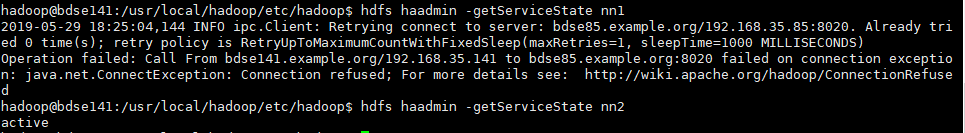 hadoop@bdse141:/usr/local/hadoop/etc/hadoop$ hdfs haadmin -getServiceState nn1
2019-05-29 18:25:04,144 INFO ipc.Client: Retrying connect to server: bdse85.example.org/192.168.35.85:8020. Already tri
ed 0 time(s); retry policy is RetryUpToMaximumCountWithFixedSleep(maxRetries=1, sleepTime=1000 MILLISECONDS)
Operation failed: Call From bdse141.example.org/192.168.35.141 to bdse85.example.org:8020 failed on connection exceptio
n: java.net.ConnectException: Connection refused; For more details see:  http://wiki.apache.org/hadoop/ConnectionRefuse
d
hadoop@bdse141:/usr/local/hadoop/etc/hadoop$ hdfs haadmin -getServiceState nn2
active